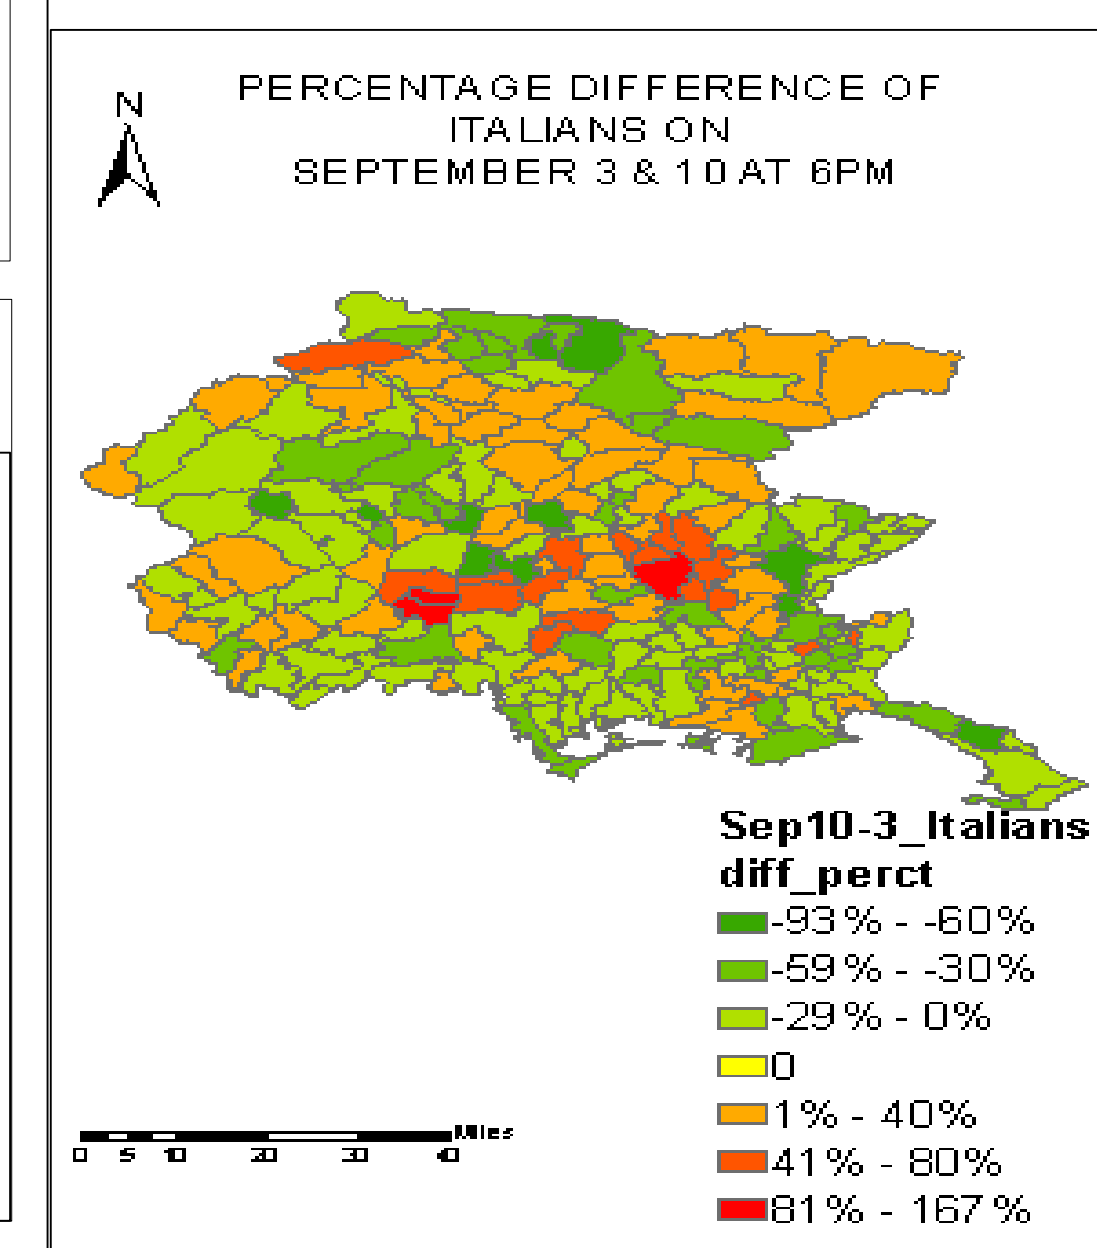 N
PERCENTAGE DIFFERENCE OF
ITALIANS ON
SEPTEMBER 3 & 10 AT 6PM
Sep10-3_Italians
diff_perct
-93% - -60%
-59% - -30%
-29% - 0%
0
1% - 40%
41% - 80%
81% - 167%
Miles
0 5 10 20 30 40